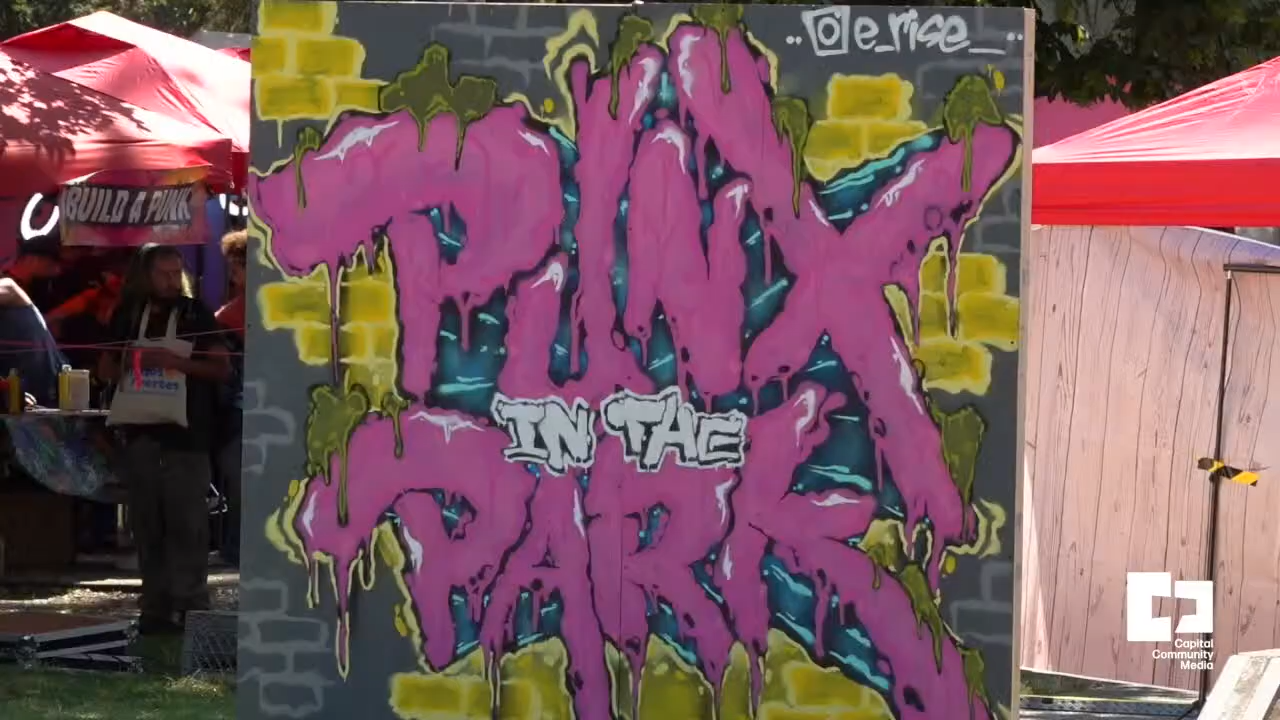 ..@e_rise_..
BUILD A PUNK
PUNX
IN THE
PARK
Capital
Community
Media